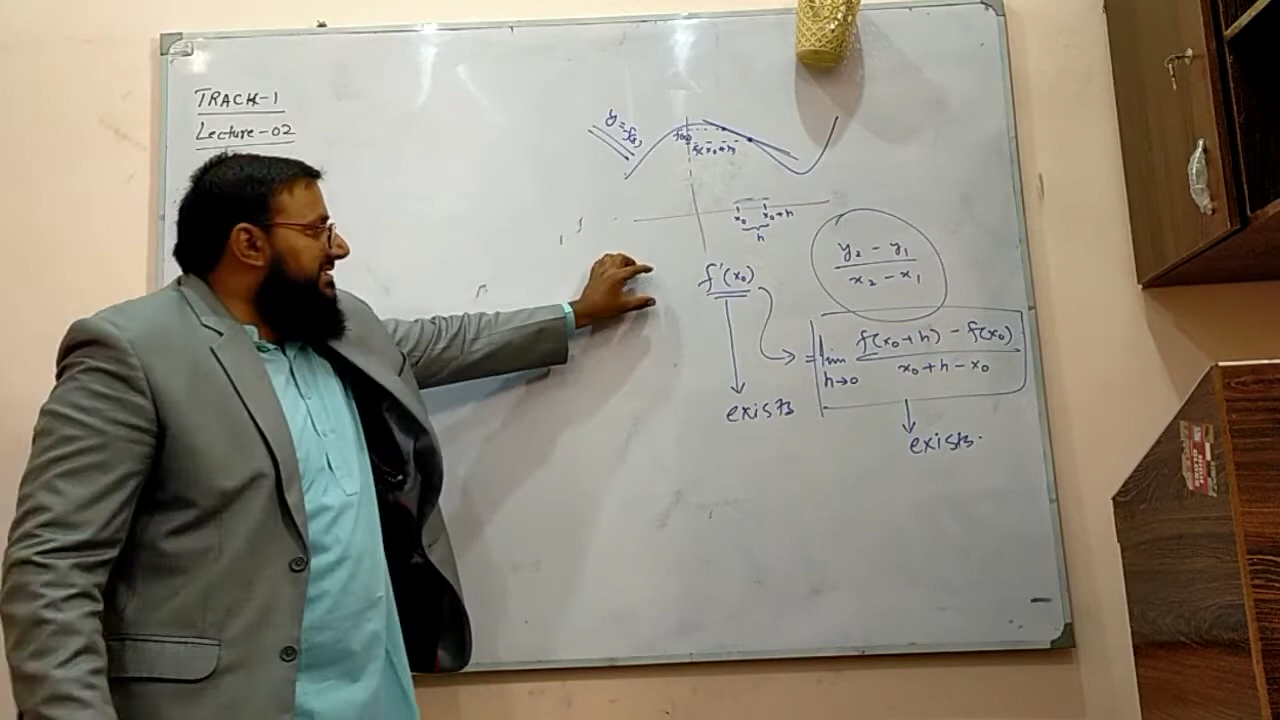 TRACK-1
Lecture-02
y = f(x)
f(x₀)
f(x₀+h)
x₀ x₀+h
h
f'(x₀)
y₂ - y₁
x₂ - x₁
= lim h→0 f(x₀+h) - f(x₀)
x₀+h-x₀
exists
exists.